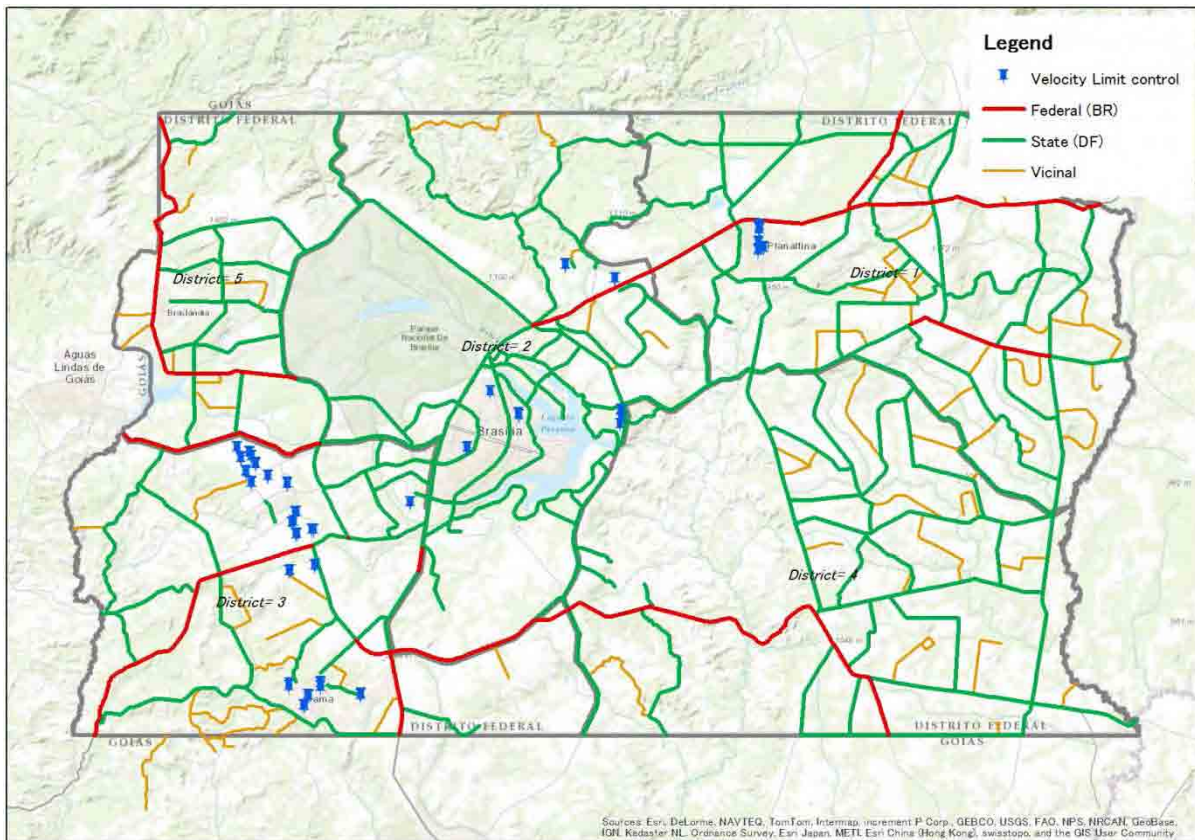 Legend
Velocity Limit control
Federal (BR)
State (DF)
Vicinal
GOIÁS
DISTRITO FEDERAL
DISTRITO FEDERAL
Planaltina
District= 1
District= 5
Parque
Nacional De
Brasília
District= 2
Águas
Lindas de
Goiás
GOIÁS
Brasília
District= 4
District= 3
DISTRITO FEDERAL
GOIÁS
DISTRITO FEDERAL
GOIÁS
Sources: Esri, DeLorme, NAVTEQ, TomTom, Intermap, increment P Corp., GEBCO, USGS, FAO, NPS, NRCAN, GeoBase,
IGN, Kadaster NL, Ordnance Survey, Esri Japan, METI, Esri China (Hong Kong), swisstopo, and the GIS User Community